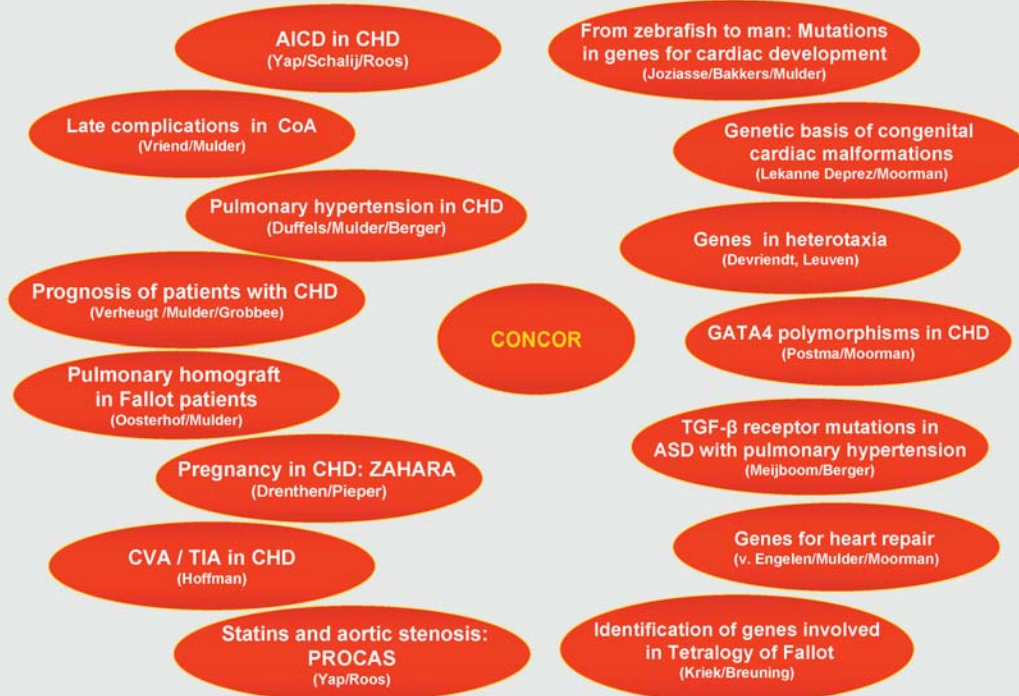 AICD in CHD
(Yap/Schalij/Roos)
Late complications in CoA
(Vriend/Mulder)
Pulmonary hypertension in CHD
(Duffels/Mulder/Berger)
Prognosis of patients with CHD
(Verheugt /Mulder/Grobbee)
Pulmonary homograft
in Fallot patients
(Oosterhof/Mulder)
Pregnancy in CHD: ZAHARA
(Drenthen/Pieper)
CVA / TIA in CHD
(Hoffman)
Statins and aortic stenosis:
PROCAS
(Yap/Roos)
CONCOR
From zebrafish to man: Mutations
in genes for cardiac development
(Joziasse/Bakkers/Mulder)
Genetic basis of congenital
cardiac malformations
(Lekanne Deprez/Moorman)
Genes in heterotaxia
(Devriendt, Leuven)
GATA4 polymorphisms in CHD
(Postma/Moorman)
TGF-β receptor mutations in
ASD with pulmonary hypertension
(Meijboom/Berger)
Genes for heart repair
(v. Engelen/Mulder/Moorman)
Identification of genes involved
in Tetralogy of Fallot
(Kriek/Breuning)